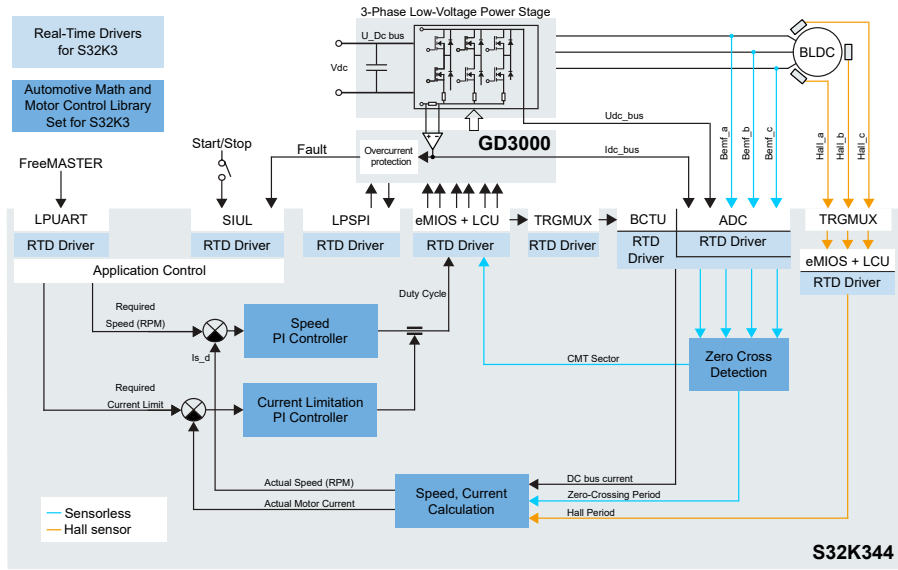 3-Phase Low-Voltage Power Stage
Real-Time Drivers
for S32K3
Automotive Math and
Motor Control Library
Set for S32K3
U_Dc bus
Vdc
BLDC
Udc_bus
GD3000
Idc_bus
Bemf_a
Bemf_b
Bemf_c
Hall_a
Hall_b
Hall_c
Overcurrent
protection
Fault
Start/Stop
FreeMASTER
LPUART
RTD Driver
SIUL
RTD Driver
LPSPI
RTD Driver
eMIOS + LCU
RTD Driver
TRGMUX
RTD Driver
BCTU
RTD
Driver
ADC
RTD Driver
TRGMUX
eMIOS + LCU
RTD Driver
Application Control
Duty Cycle
Required
Speed (RPM)
Is_d
Speed
PI Controller
CMT Sector
Zero Cross
Detection
Required
Current Limit
Current Limitation
PI Controller
Actual Speed (RPM)
Actual Motor Current
Speed, Current
Calculation
DC bus current
Zero-Crossing Period
Hall Period
Sensorless
Hall sensor
S32K344